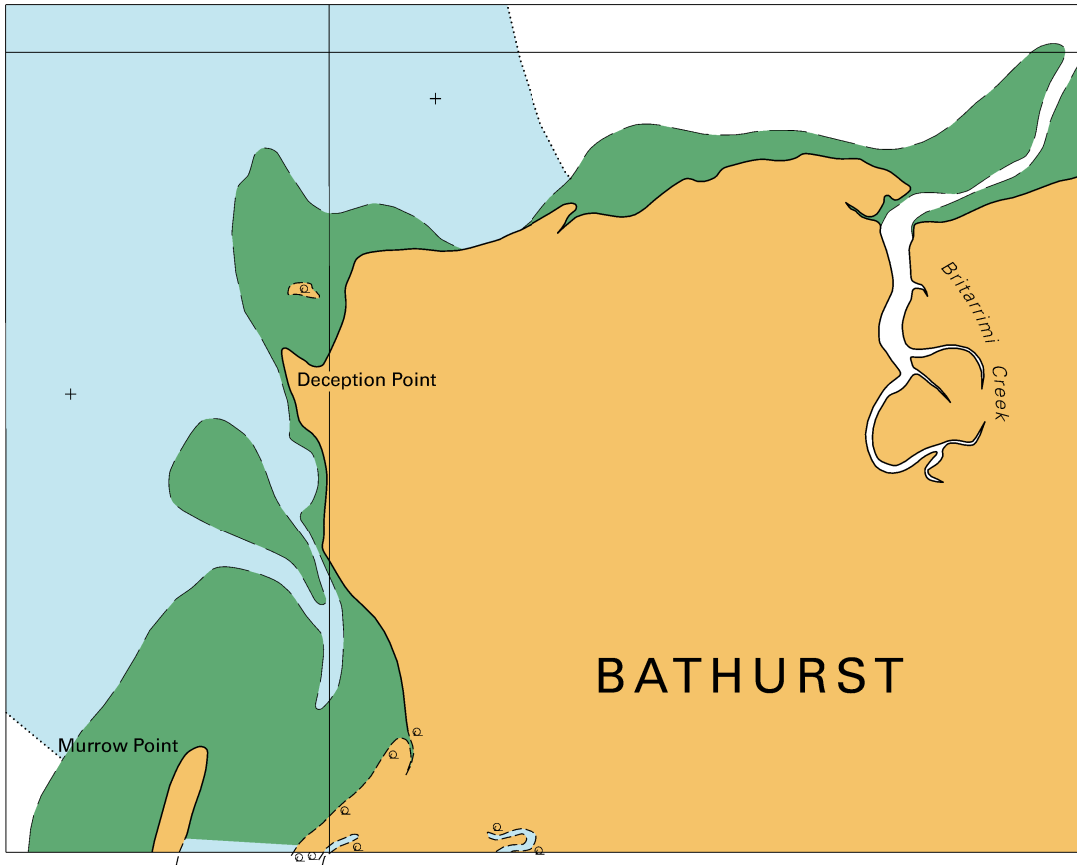 Britarrimi
Creek
Deception Point
BATHURST
Murrow Point